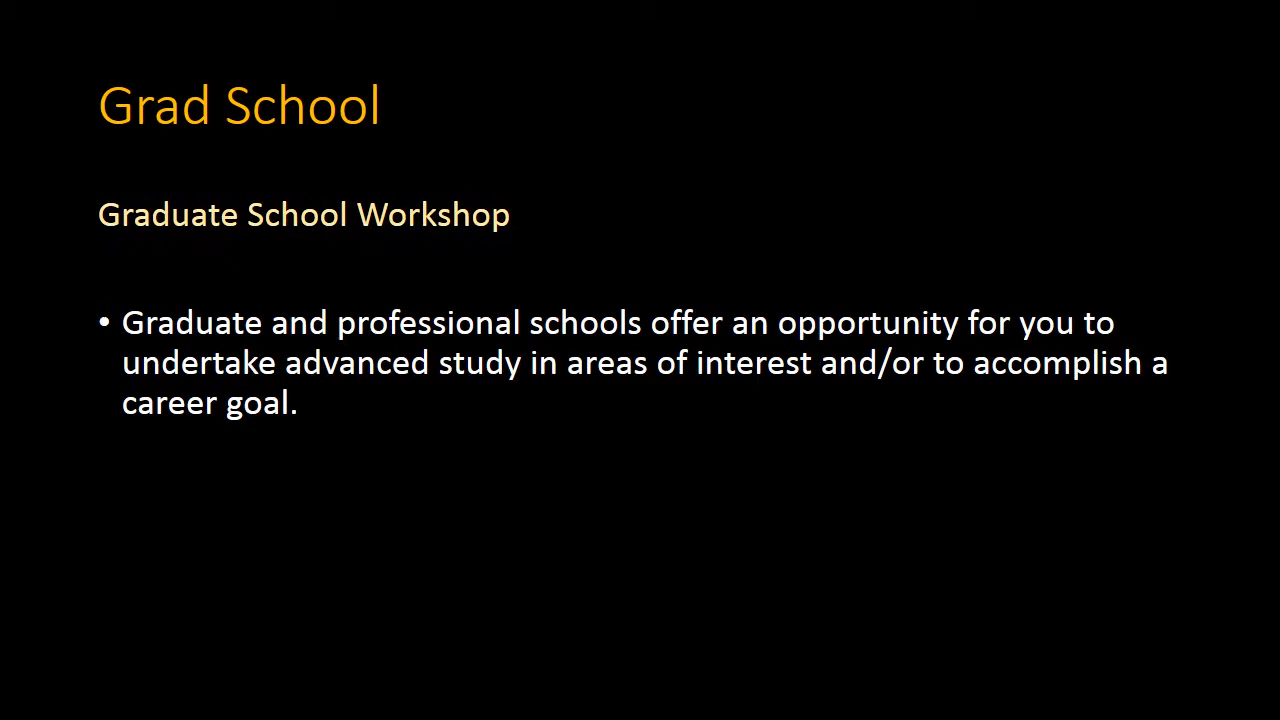 Grad School
Graduate School Workshop
• Graduate and professional schools offer an opportunity for you to
undertake advanced study in areas of interest and/or to accomplish a
career goal.